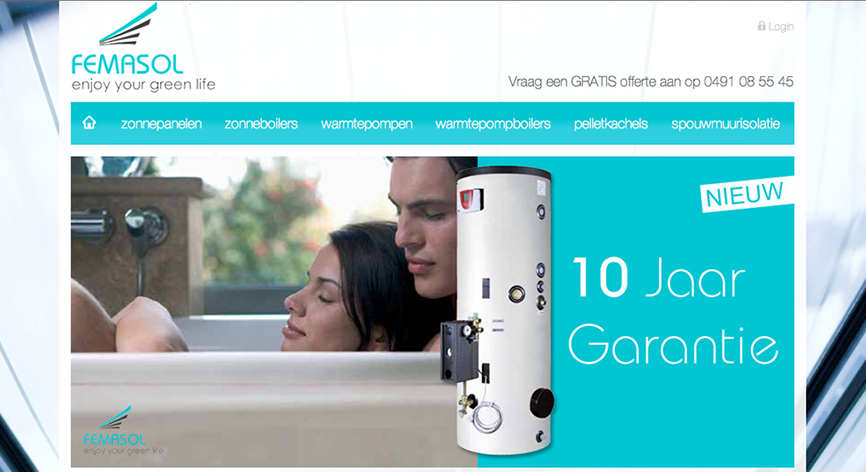 FEMASOL
enjoy your green life
Login
Vraag een GRATIS offerte aan op 0491 08 55 45
zonnepanelen zonneboilers warmtepompen warmtepompboilers pelletkachels spouwmuurisolatie
NIEUW
10 Jaar
Garantie
FEMASOL
enjoy your green life